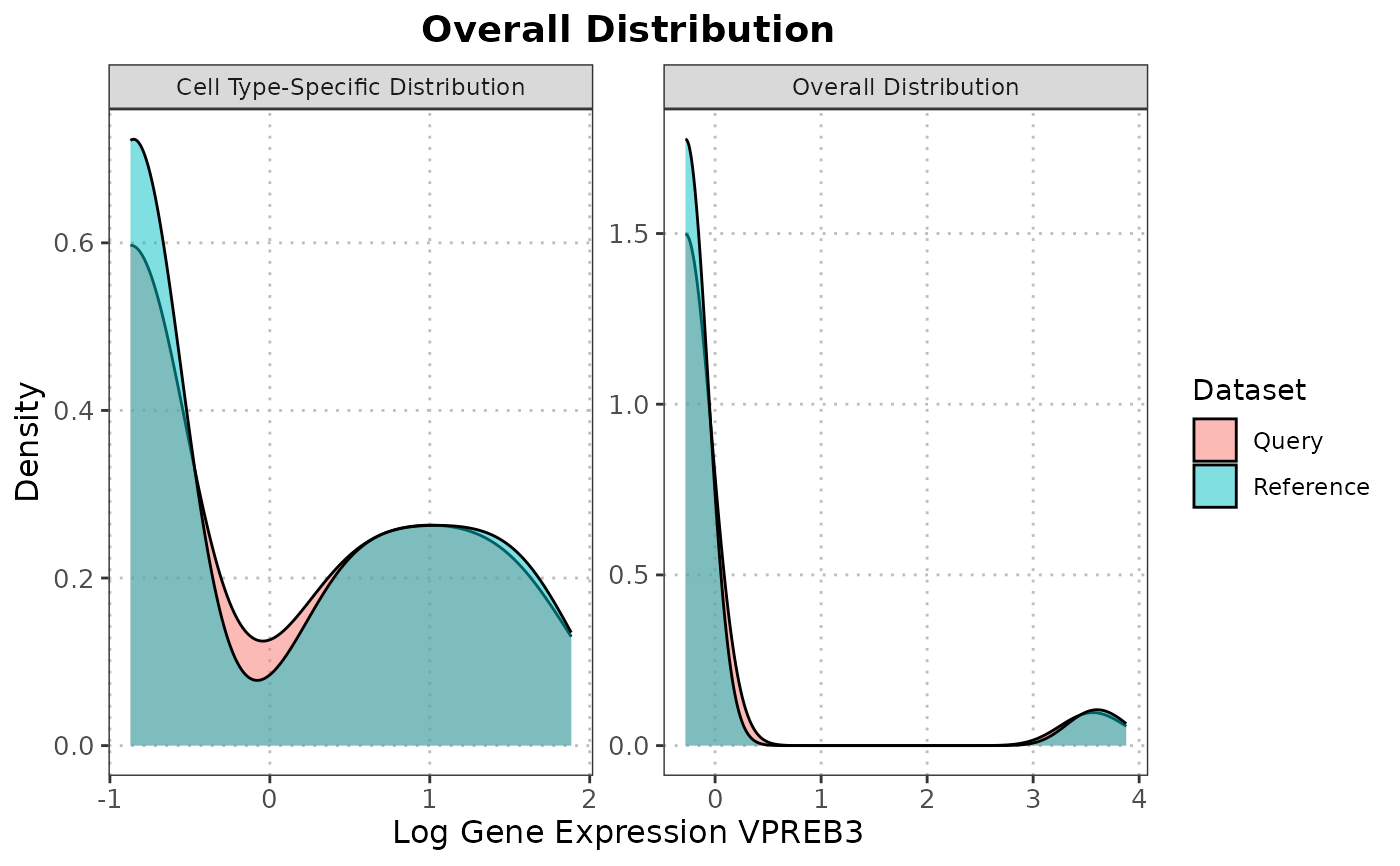 Overall Distribution
Cell Type-Specific Distribution
Overall Distribution
0.6
0.4
0.2
0.0
1.5
1.0
0.5
0.0
-1 0 1 2
0 1 2 3 4
Density
Log Gene Expression VPREB3
Dataset
Query
Reference